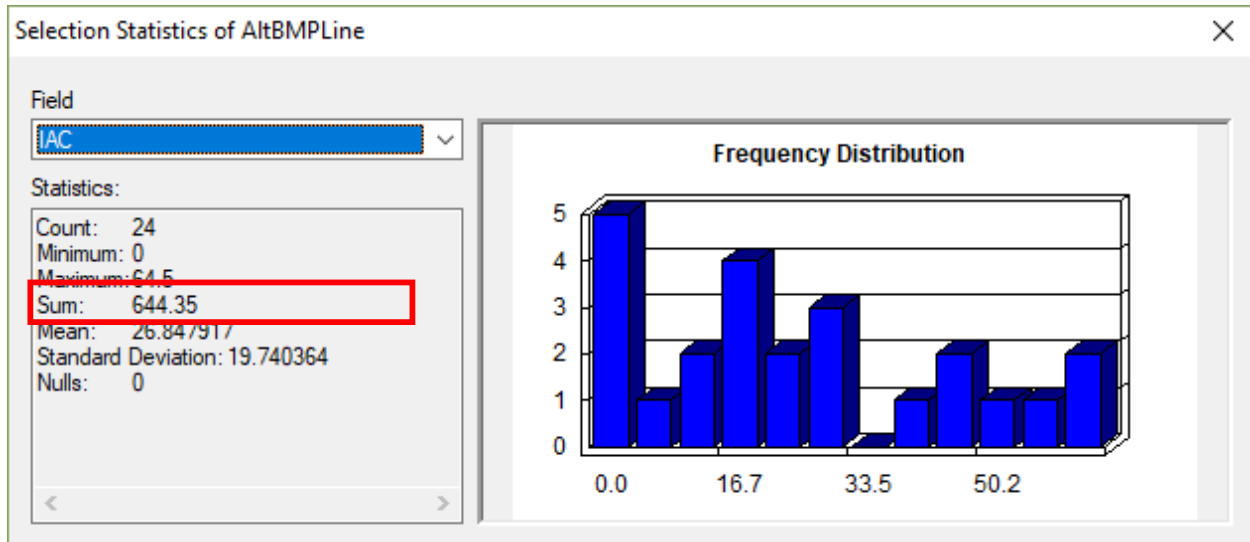 Selection Statistics of AltBMPLine
Field
IAC
Statistics:
Count: 24
Minimum: 0
Maximum: 64.5
Sum: 644.35
Mean: 26.847917
Standard Deviation: 19.740364
Nulls: 0
Frequency Distribution
5
4
3
2
1
0
0.0 16.7 33.5 50.2